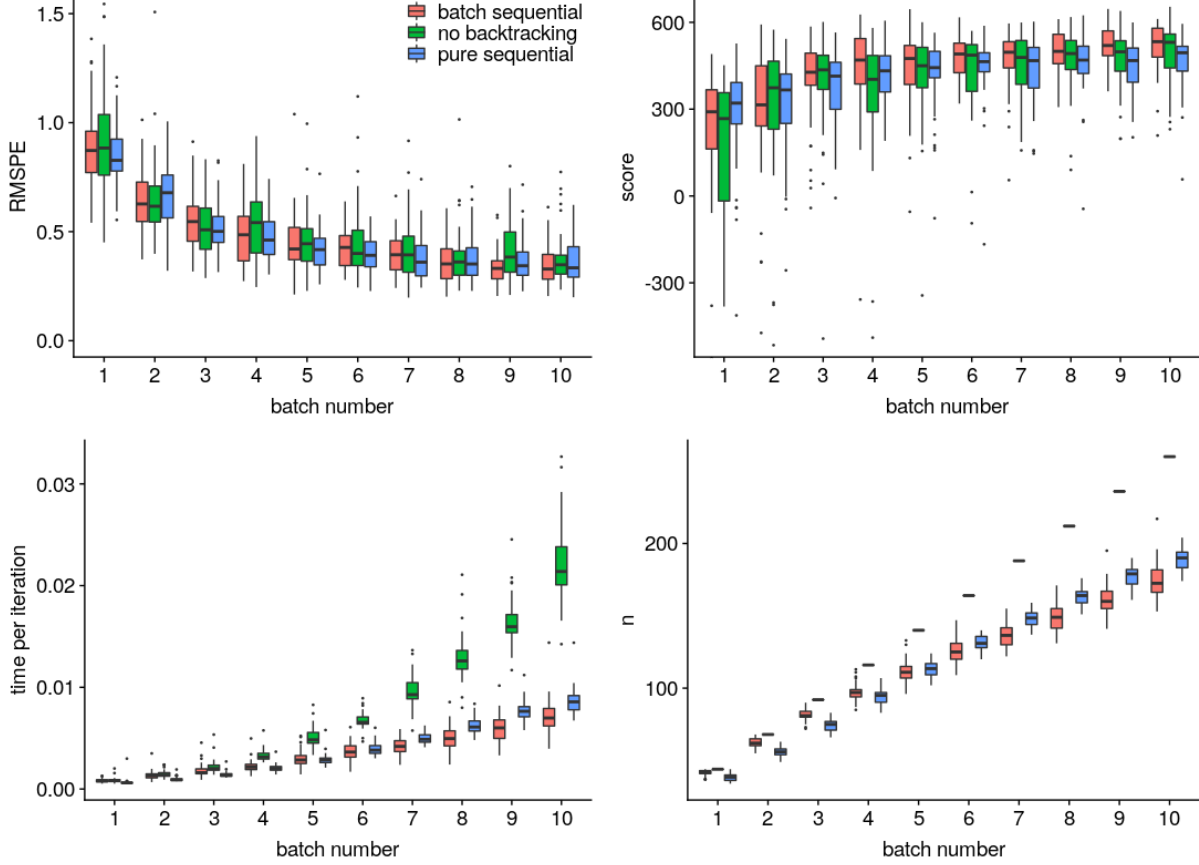 1.5
1.0
0.5
0.0
RMSPE
batch sequential
no backtracking
pure sequential
1 2 3 4 5 6 7 8 9 10
batch number
600
300
0
-300
score
1 2 3 4 5 6 7 8 9 10
batch number
0.03
0.02
0.01
0.00
time per iteration
1 2 3 4 5 6 7 8 9 10
batch number
200
100
n
1 2 3 4 5 6 7 8 9 10
batch number